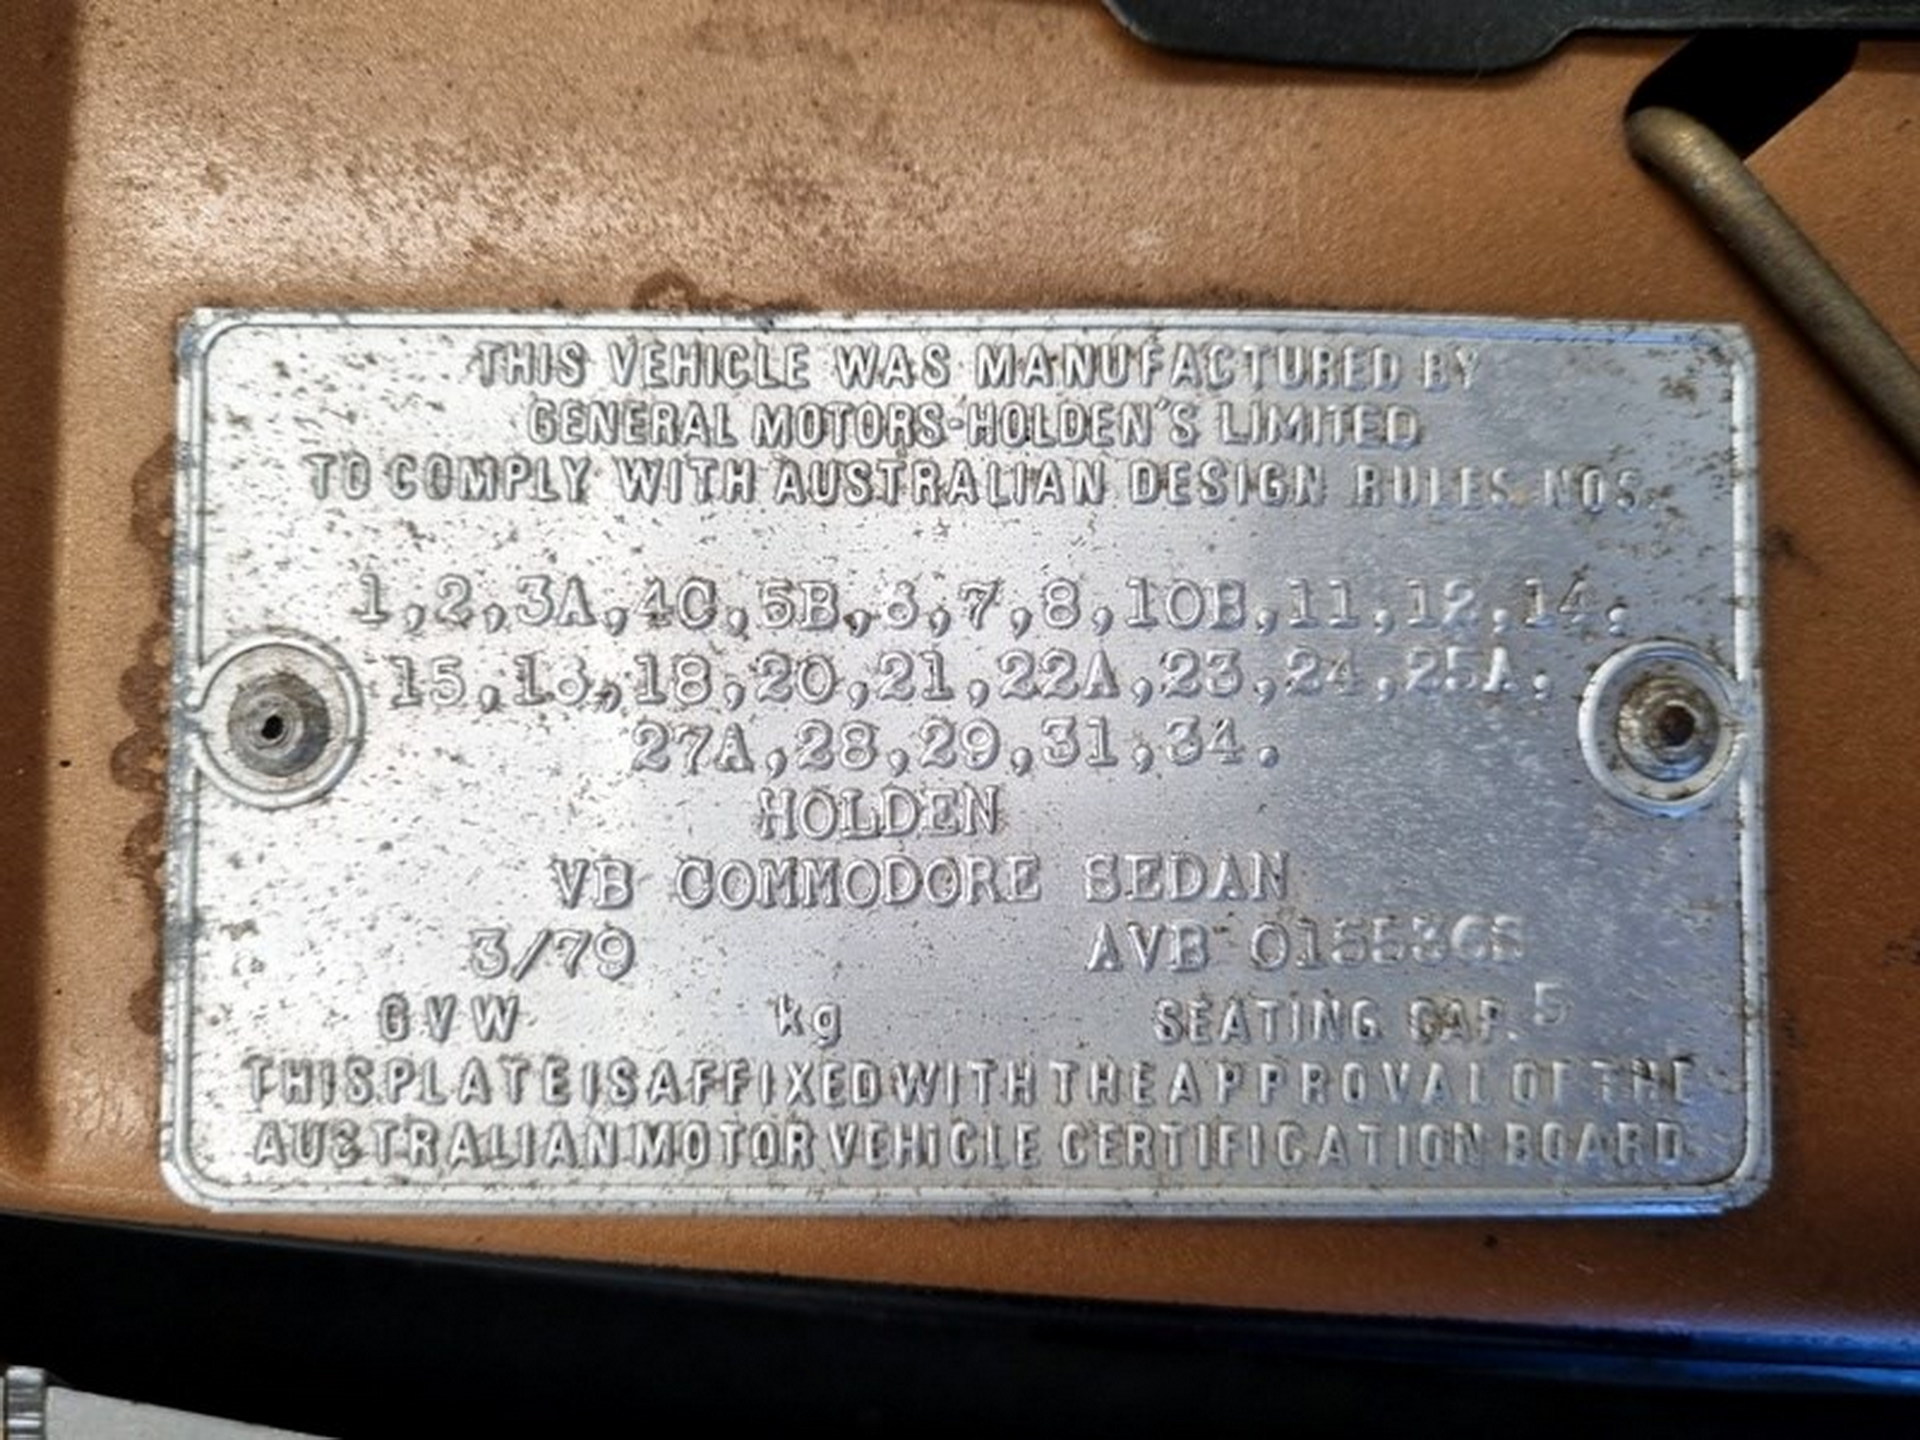 THIS VEHICLE WAS MANUFACTURED BY
GENERAL MOTORS-HOLDEN'S LIMITED
TO COMPLY WITH AUSTRALIAN DESIGN RULES NOS.
1,2,3A,4C,5B,6,7,8,10B,11,12,14,
15,16,18,20,21,22A,23,24,25A,
27A,28,29,31,34.
HOLDEN
VB COMMODORE SEDAN
3/79 AVB
GVW kg SEATING CAP. 5
THIS PLATE IS AFFIXED WITH THE APPROVAL OF THE
AUSTRALIAN MOTOR VEHICLE CERTIFICATION BOARD